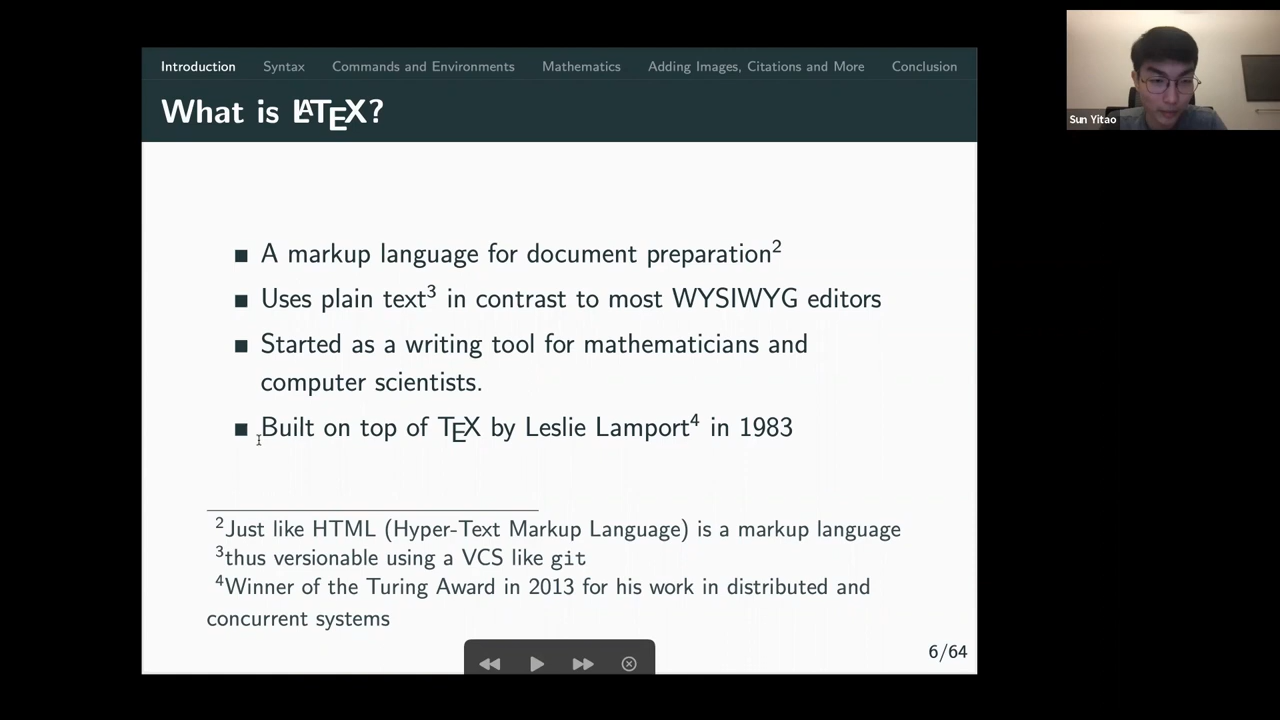 Introduction Syntax Commands and Environments Mathematics Adding Images, Citations and More Conclusion
What is LATEX?
Sun Yitao
■ A markup language for document preparation2
■ Uses plain text3 in contrast to most WYSIWYG editors
■ Started as a writing tool for mathematicians and
computer scientists.
■ Built on top of TEX by Leslie Lamport4 in 1983
2Just like HTML (Hyper-Text Markup Language) is a markup language
3thus versionable using a VCS like git
4Winner of the Turing Award in 2013 for his work in distributed and
concurrent systems
6/64